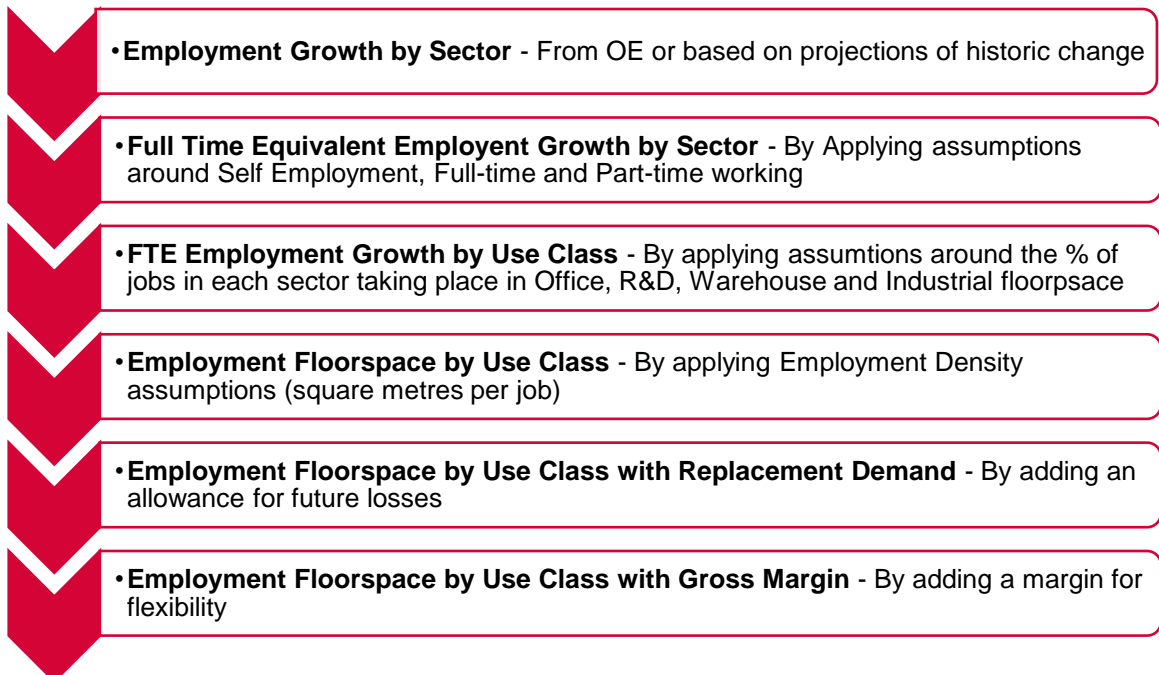 •Employment Growth by Sector - From OE or based on projections of historic change
•Full Time Equivalent Employent Growth by Sector - By Applying assumptions
around Self Employment, Full-time and Part-time working
•FTE Employment Growth by Use Class - By applying assumtions around the % of
jobs in each sector taking place in Office, R&D, Warehouse and Industrial floorpsace
•Employment Floorspace by Use Class - By applying Employment Density
assumptions (square metres per job)
•Employment Floorspace by Use Class with Replacement Demand - By adding an
allowance for future losses
•Employment Floorspace by Use Class with Gross Margin - By adding a margin for
flexibility